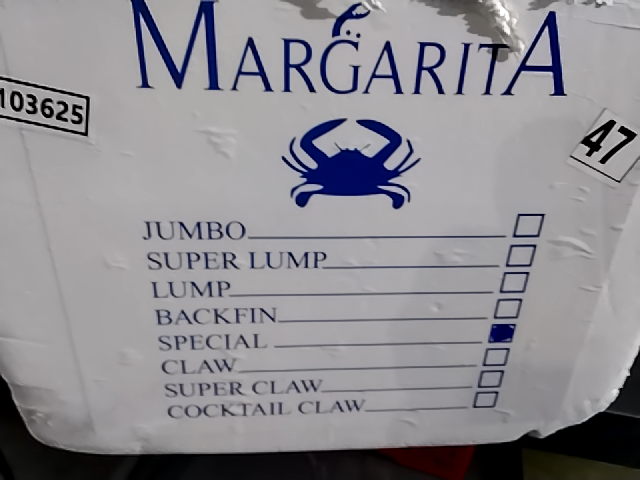 MARGARITA
103625
47
JUMBO
SUPER LUMP
LUMP
BACKFIN
SPECIAL
CLAW
SUPER CLAW
COCKTAIL CLAW